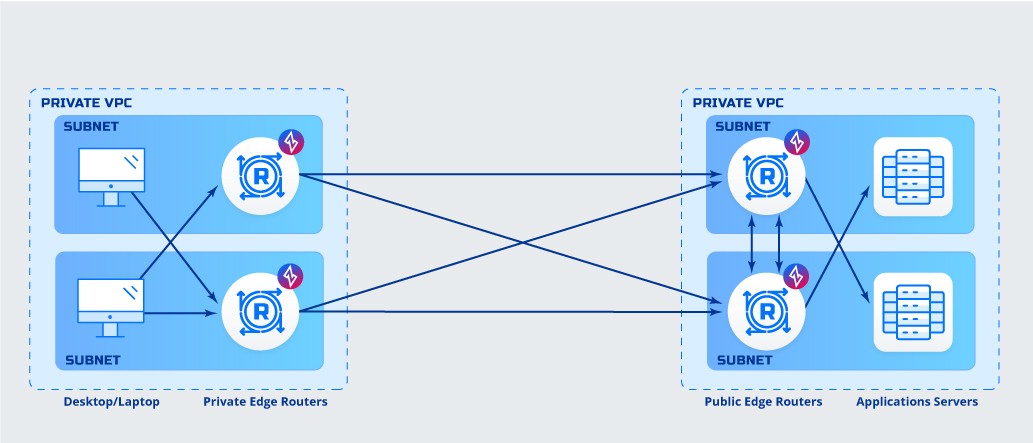 PRIVATE VPC
SUBNET
R
R
SUBNET
Desktop/Laptop
Private Edge Routers
PRIVATE VPC
SUBNET
R
R
SUBNET
Public Edge Routers
Applications Servers